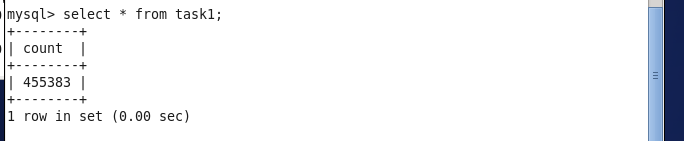 mysql> select * from task1;
+--------+
| count  |
+--------+
| 455383 |
+--------+
1 row in set (0.00 sec)